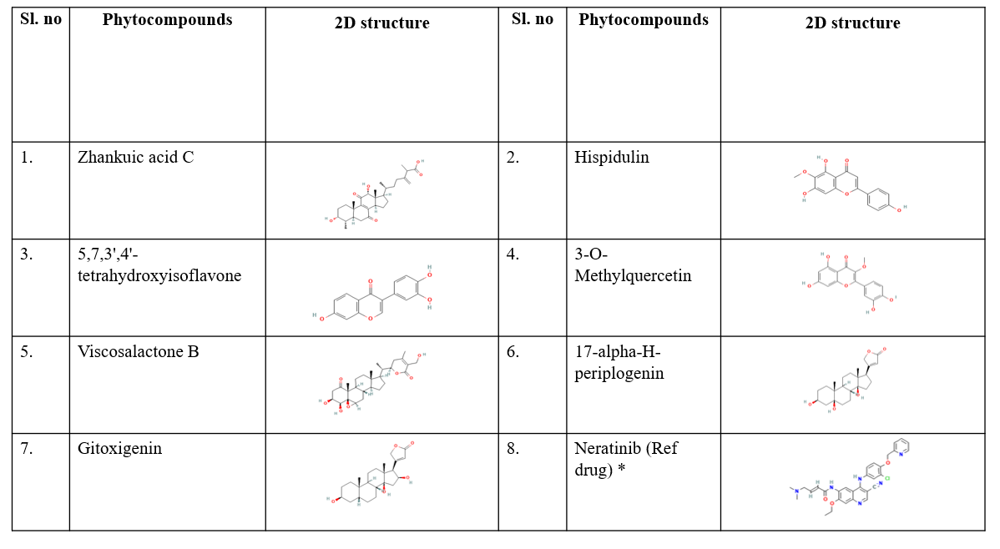 Sl. no Phytocompounds 2D structure Sl. no Phytocompounds 2D structure
1. Zhankuic acid C 2. Hispidulin
3. 5,7,3',4'- 4. 3-O-
tetrahydroxyisoflavone Methylquercetin
5. Viscosalactone B 6. 17-alpha-H-
periplogenin
7. Gitoxigenin 8. Neratinib (Ref
drug) *